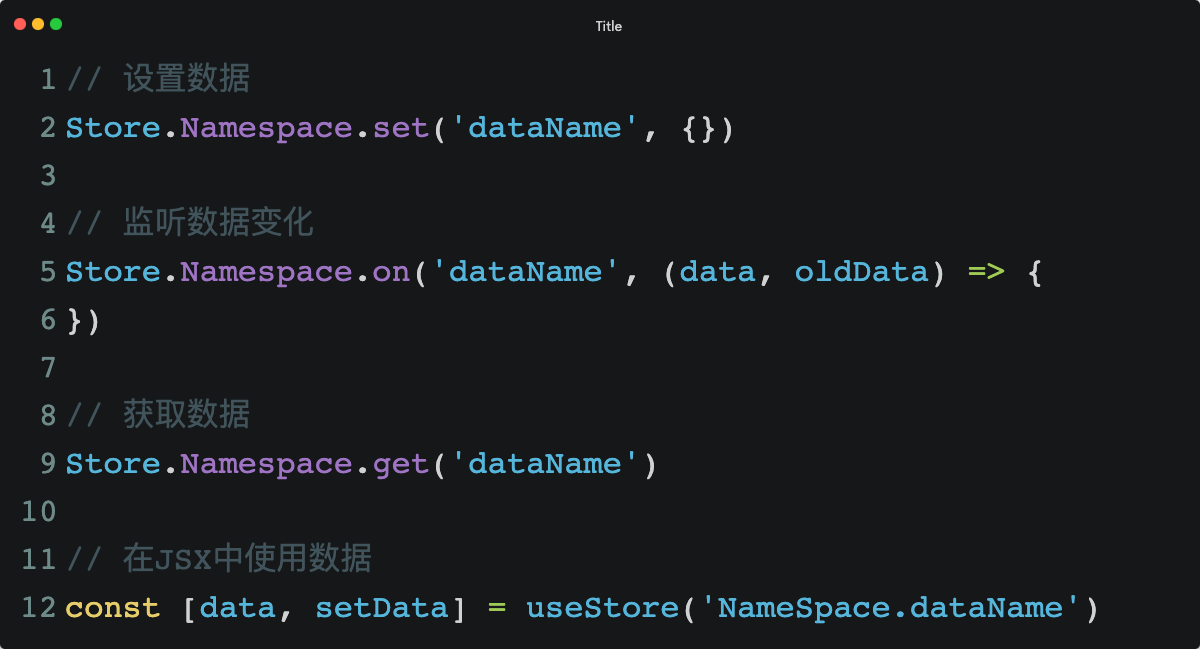 Title
1 // 设置数据
2 Store.Namespace.set('dataName', {})
3
4 // 监听数据变化
5 Store.Namespace.on('dataName', (data, oldData) => {
6 })
7
8 // 获取数据
9 Store.Namespace.get('dataName')
10
11 // 在JSX中使用数据
12 const [data, setData] = useStore('NameSpace.dataName')